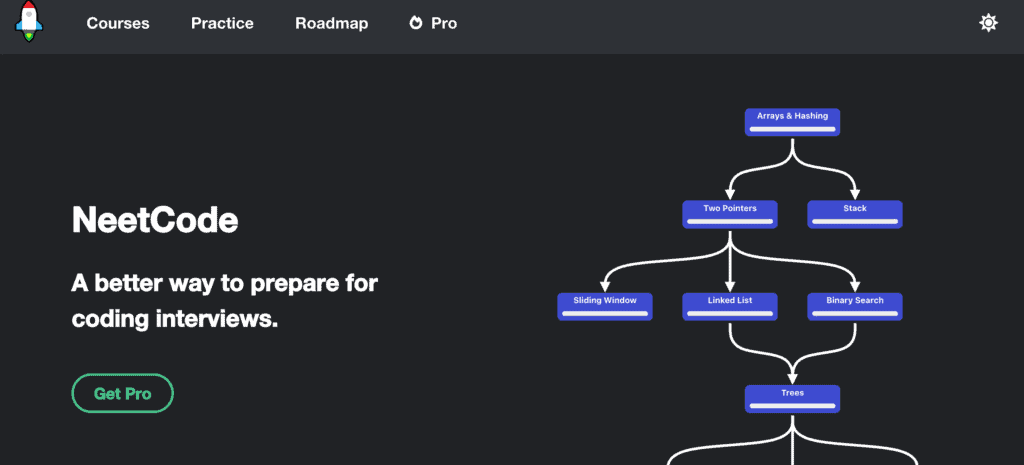 Courses
Practice
Roadmap
Pro
NeetCode
A better way to prepare for
coding interviews.
Get Pro
Arrays & Hashing
Two Pointers
Stack
Sliding Window
Linked List
Binary Search
Trees